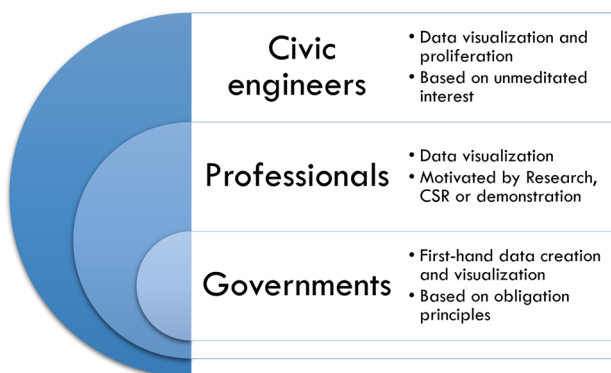 Civic
engineers
• Data visualization and
proliferation
• Based on unmeditated
interest
Professionals
• Data visualization
• Motivated by Research,
CSR or demonstration
Governments
• First-hand data creation
and visualization
• Based on obligation
principles